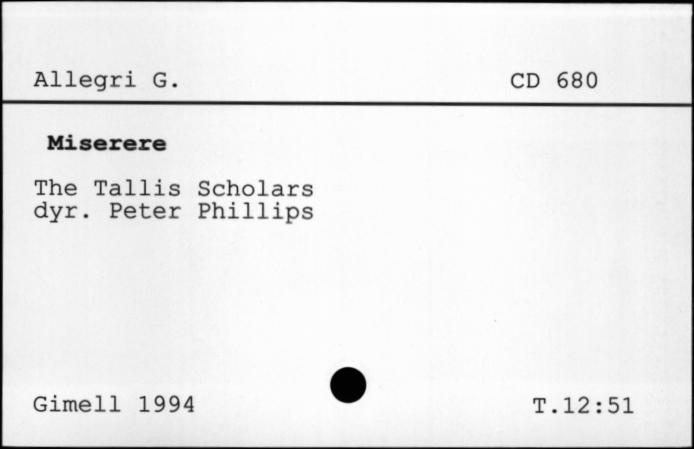 Allegri G. CD 680
Miserere
The Tallis Scholars
dyr. Peter Phillips
Gimell 1994 T.12:51